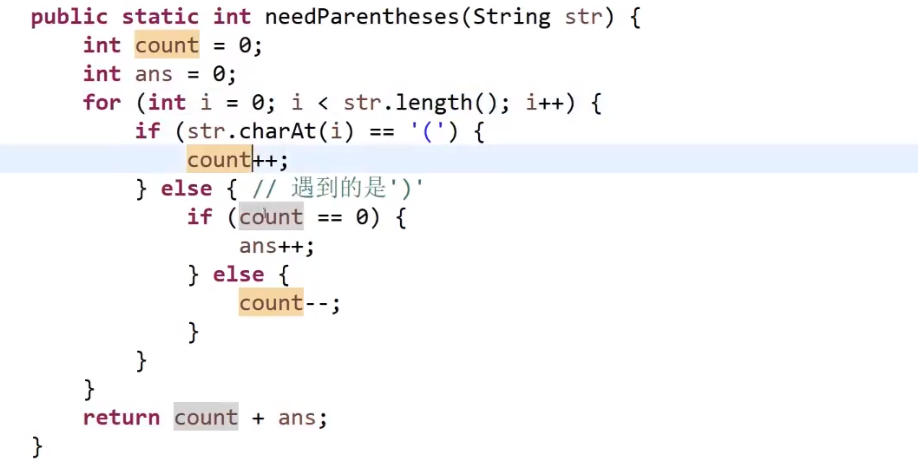 public static int needParentheses(String str) {
    int count = 0;
    int ans = 0;
    for (int i = 0; i < str.length(); i++) {
        if (str.charAt(i) == '(') {
            count++;
        } else { // 遇到的是')'
            if (count == 0) {
                ans++;
            } else {
                count--;
            }
        }
    }
    return count + ans;
}